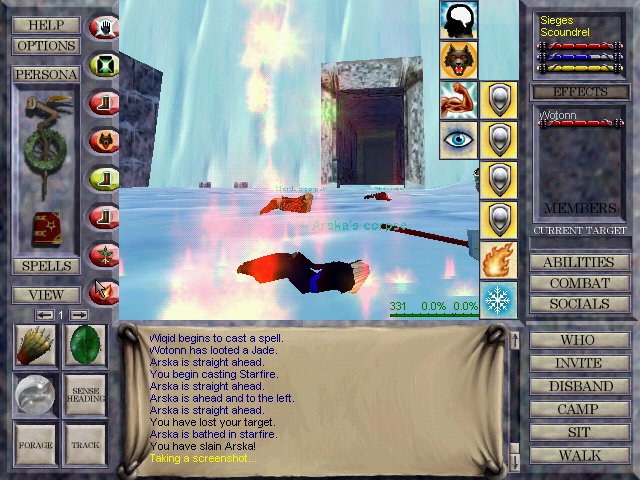 HELP
OPTIONS
PERSONA
SPELLS
VIEW
1
SENSE
HEADING
FORAGE
TRACK
Arska's corpse
331 0.0% 0.0%
Sieges
Scoundrel
EFFECTS
Wotonn
MEMBERS
CURRENT TARGET
ABILITIES
COMBAT
SOCIALS
WHO
INVITE
DISBAND
CAMP
SIT
WALK
Wiqid begins to cast a spell.
Wotonn has looted a Jade.
Arska is straight ahead.
You begin casting Starfire.
Arska is straight ahead.
Arska is ahead and to the left.
Arska is straight ahead.
You have lost your target.
Arska is bathed in starfire.
You have slain Arska!
Taking a screenshot...